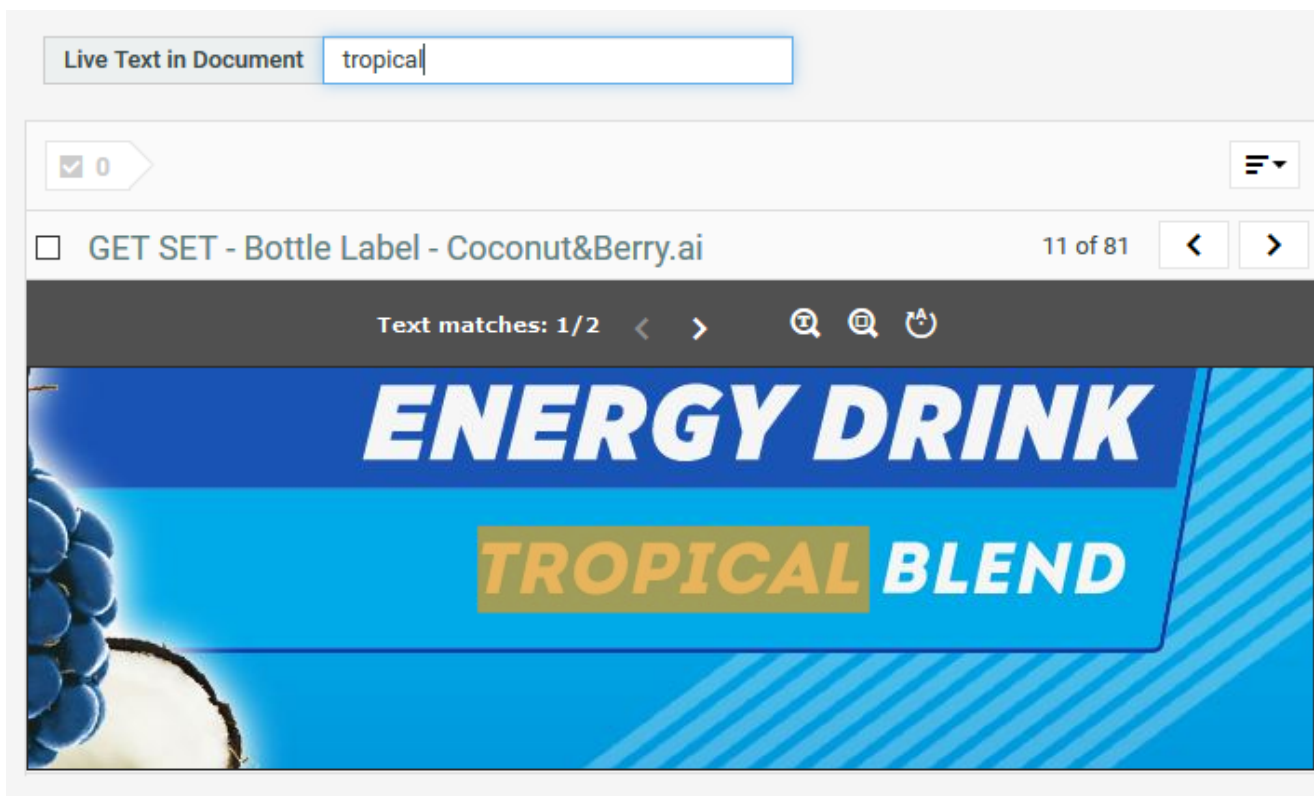 Live Text in Document tropical
0
GET SET - Bottle Label - Coconut&Berry.ai 11 of 81
Text matches: 1/2
ENERGY DRINK
TROPICAL BLEND